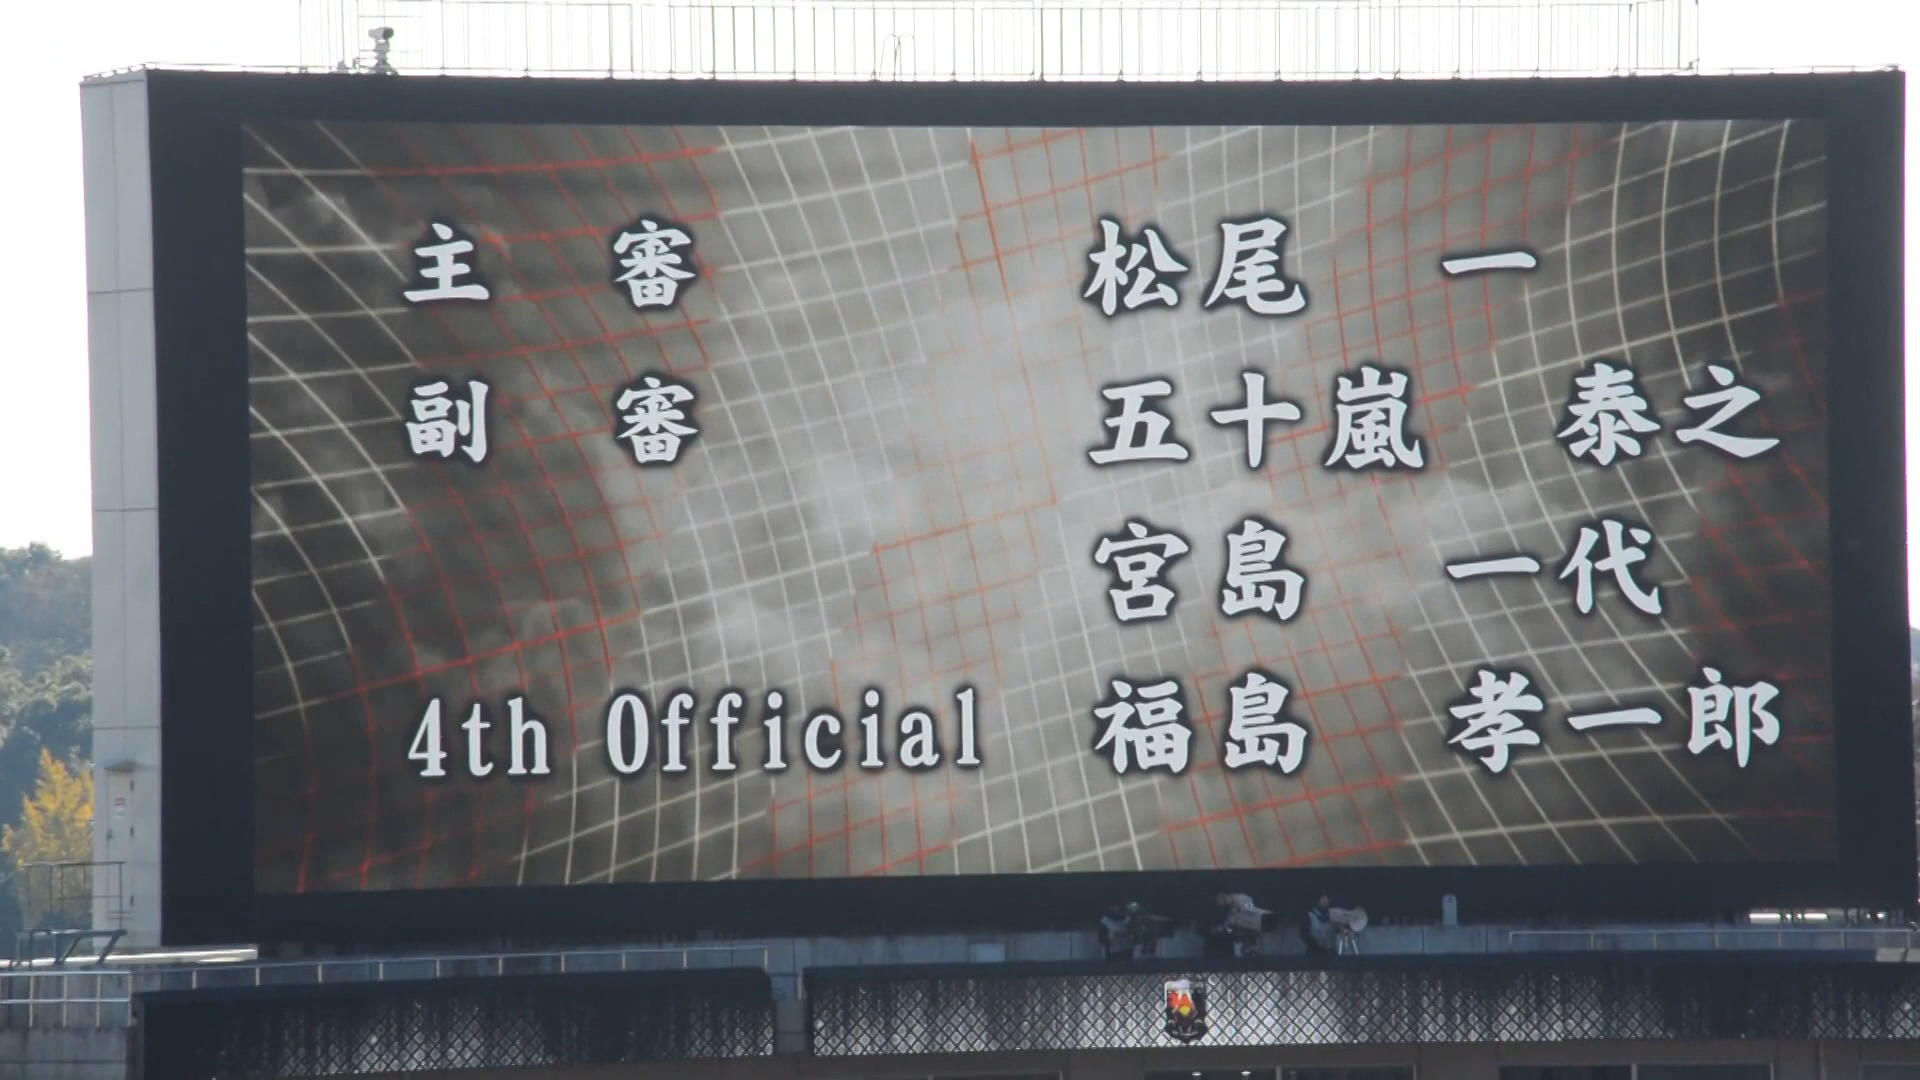 主 審 松尾 一
副 審 五十嵐 泰之
宮島 一代
4th Official 福島 孝一郎